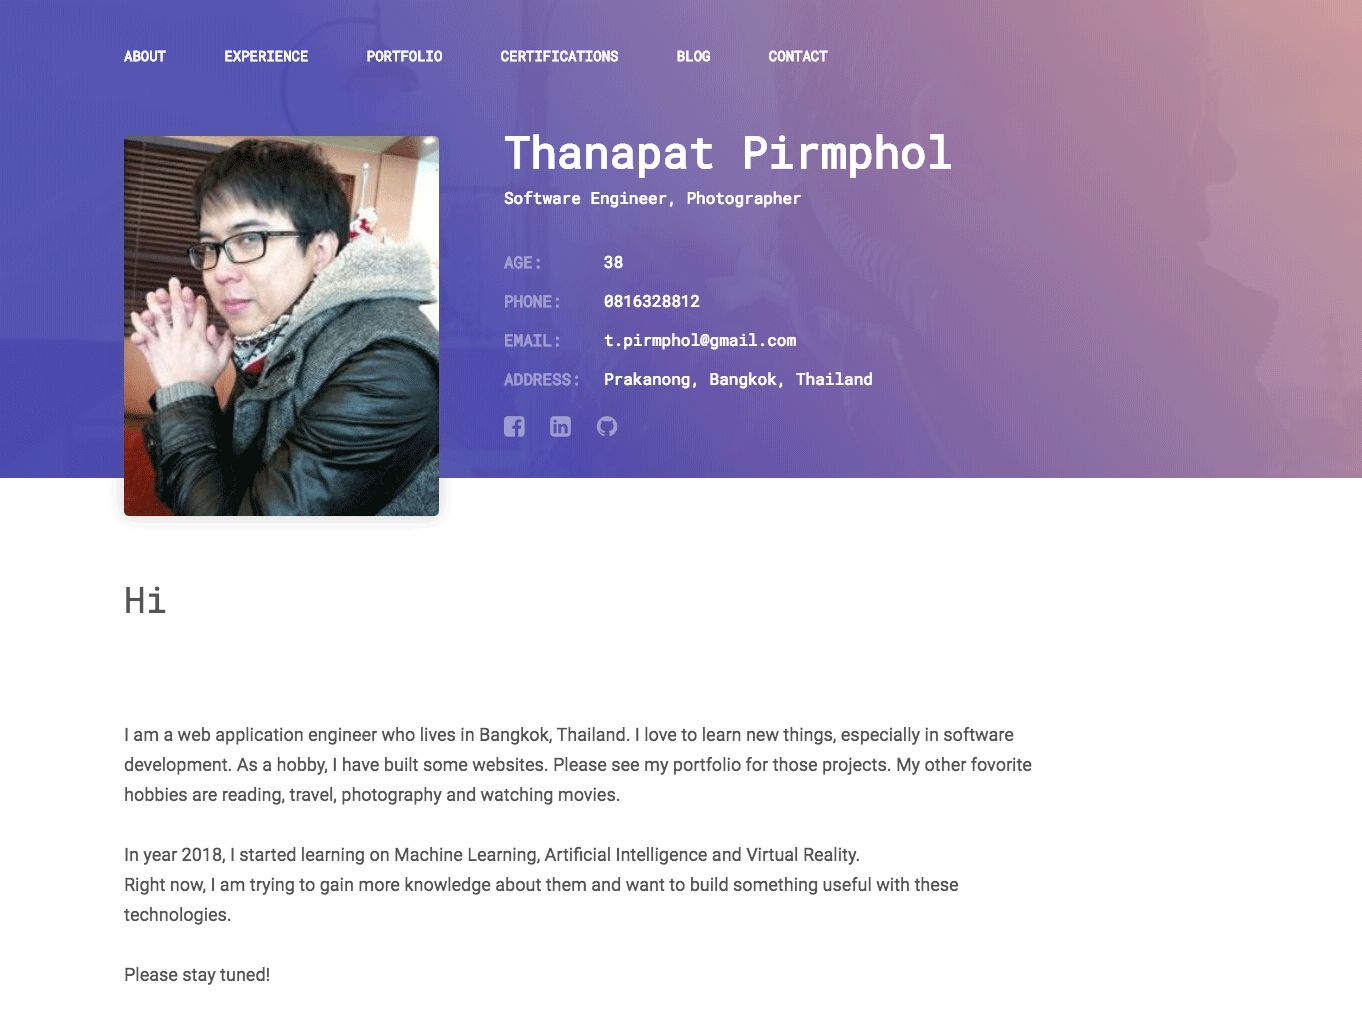 ABOUT EXPERIENCE PORTFOLIO CERTIFICATIONS BLOG CONTACT
Thanapat Pirmphol
Software Engineer, Photographer
AGE: 38
PHONE: 0816328812
EMAIL: t.pirmphol@gmail.com
ADDRESS: Prakanong, Bangkok, Thailand
Hi
I am a web application engineer who lives in Bangkok, Thailand. I love to learn new things, especially in software
development. As a hobby, I have built some websites. Please see my portfolio for those projects. My other fovorite
hobbies are reading, travel, photography and watching movies.
In year 2018, I started learning on Machine Learning, Artificial Intelligence and Virtual Reality.
Right now, I am trying to gain more knowledge about them and want to build something useful with these
technologies.
Please stay tuned!